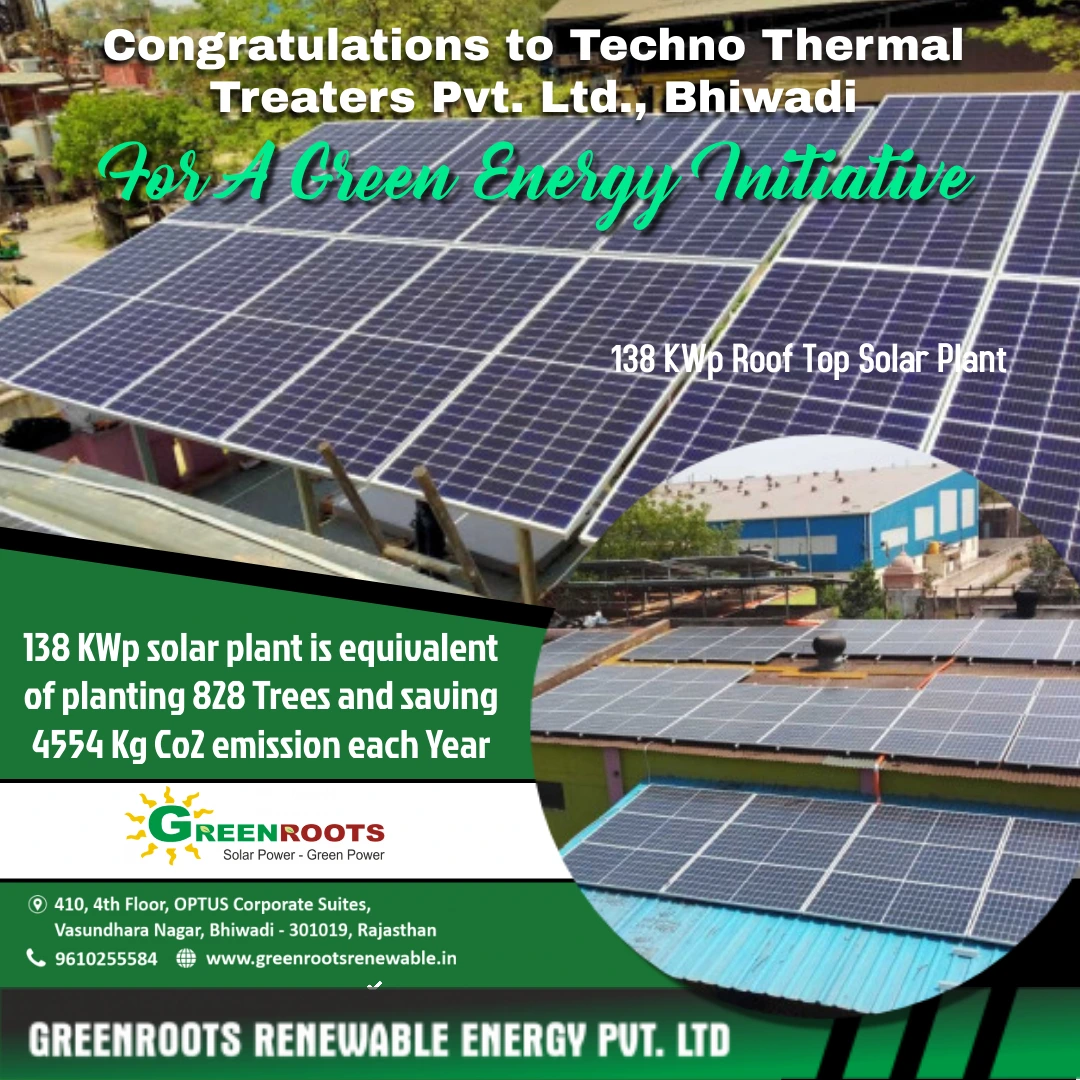 Congratulations to Techno Thermal
Treaters Pvt. Ltd., Bhiwadi
For A Green Energy Initiative
138 KWp Roof Top Solar Plant
138 KWp solar plant is equivalent
of planting 828 Trees and saving
4554 Kg Co2 emission each Year
GREENROOTS
Solar Power - Green Power
410, 4th Floor, OPTUS Corporate Suites,
Vasundhara Nagar, Bhiwadi - 301019, Rajasthan
9610255584 www.greenrootsrenewable.in
GREENROOTS RENEWABLE ENERGY PVT. LTD